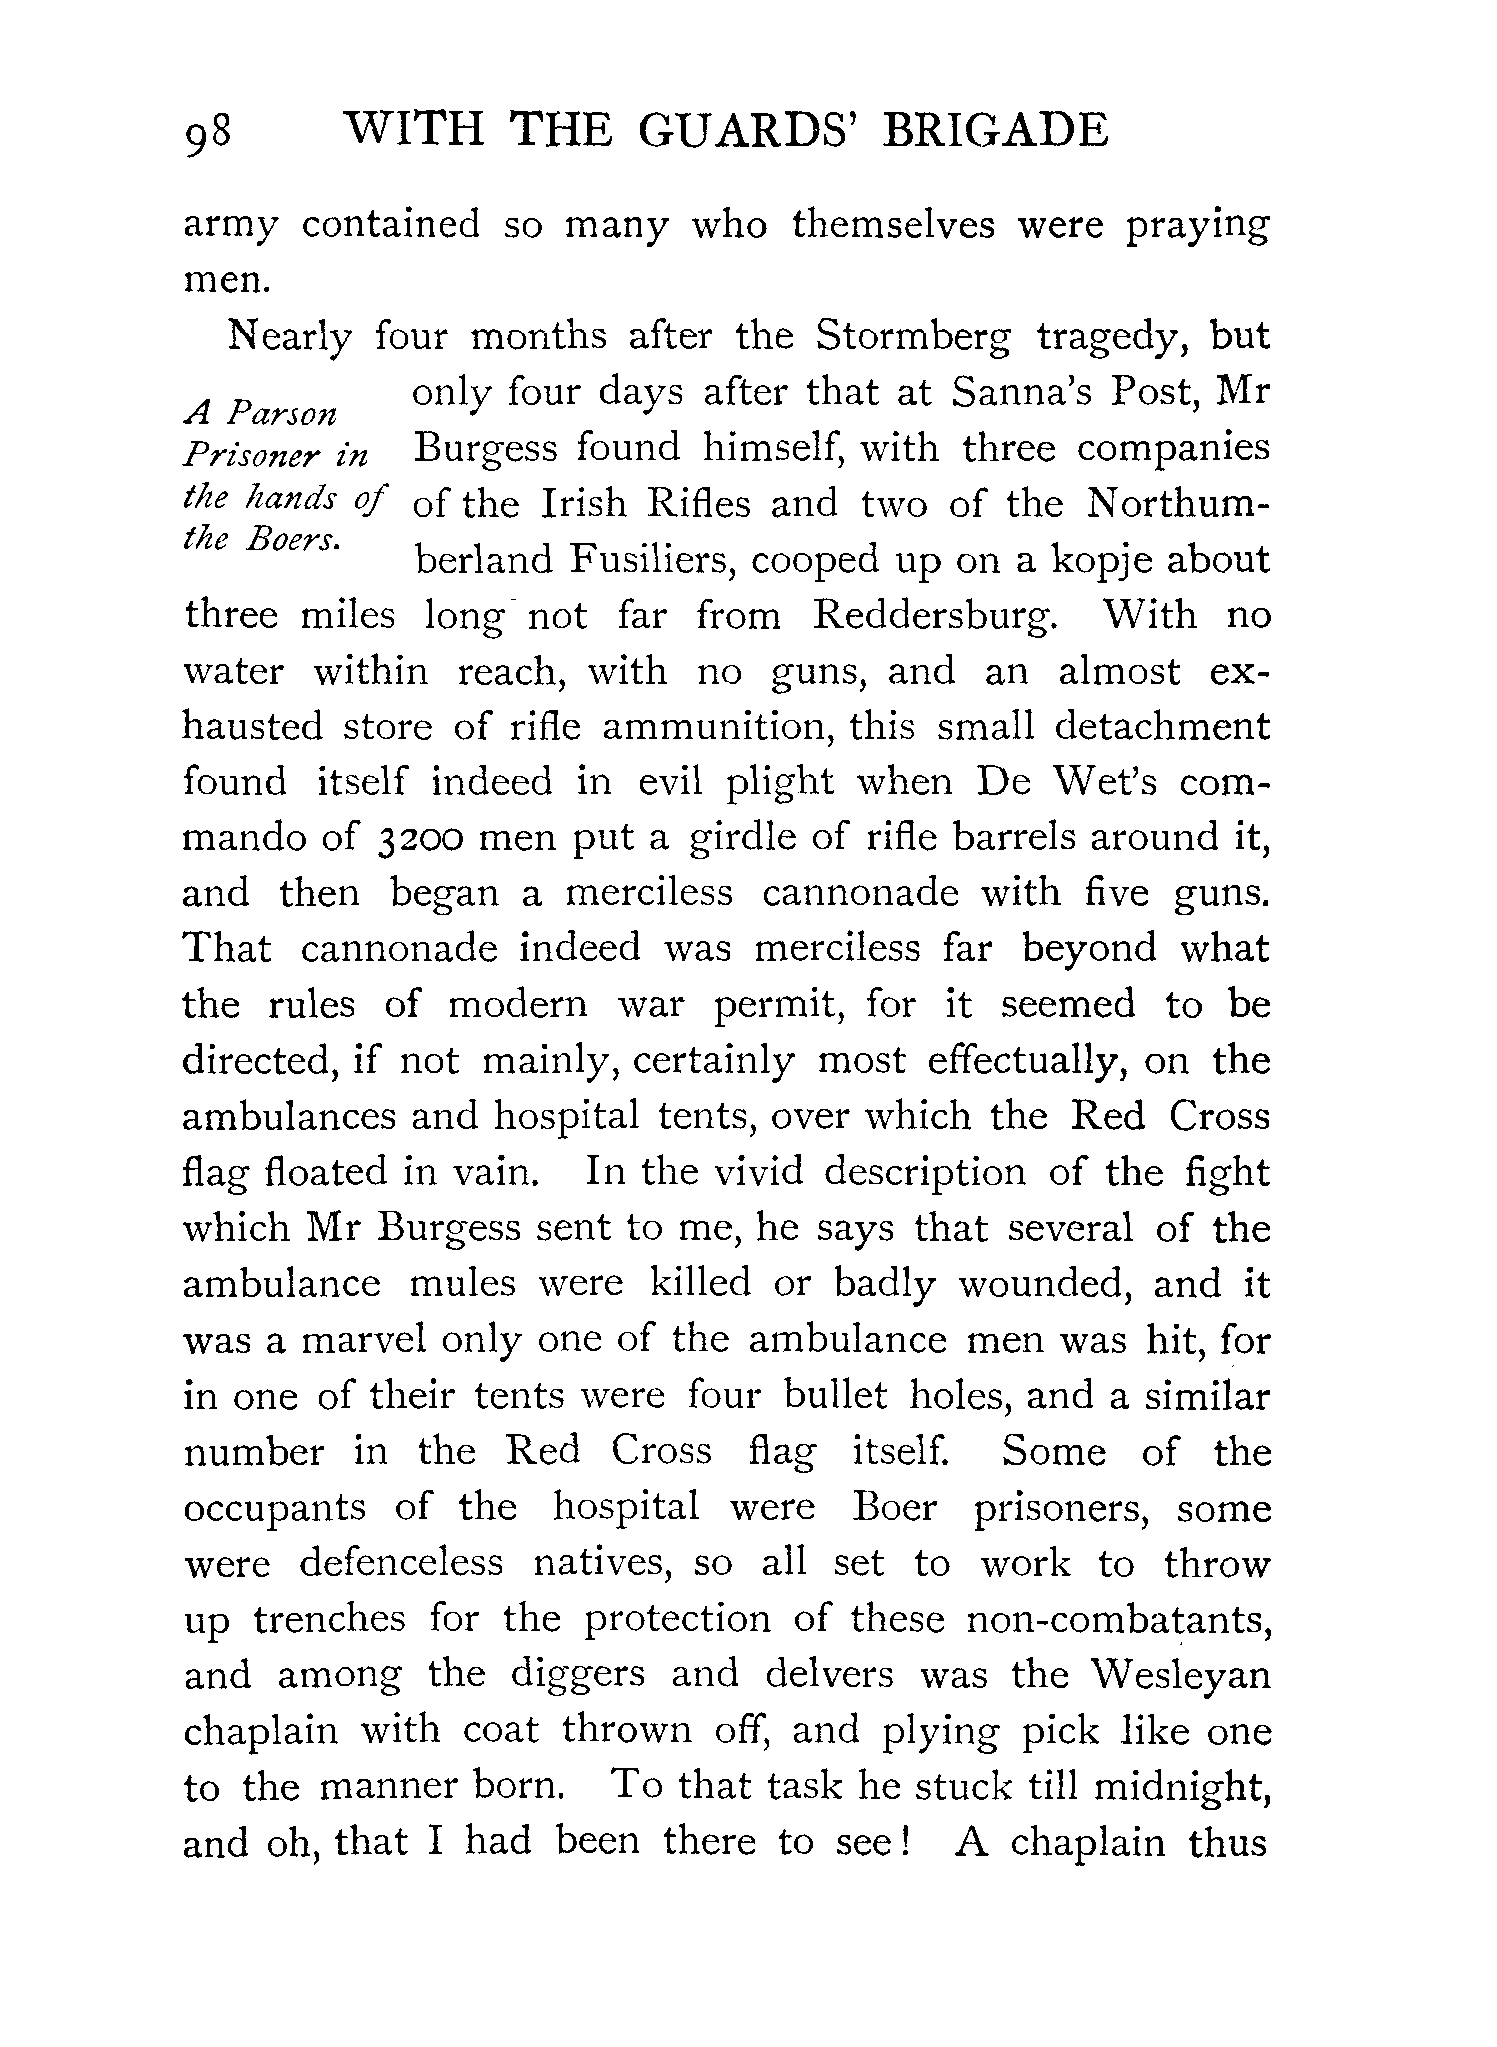 98 WITH THE GUARDS' BRIGADE
army contained so many who themselves were praying
men.
Nearly four months after the Stormberg tragedy, but
A Parson
Prisoner in
the hands of
the Boers.
only four days after that at Sanna's Post, Mr
Burgess found himself, with three companies
of the Irish Rifles and two of the Northum-
berland Fusiliers, cooped up on a kopje about
three miles long not far from Reddersburg. With no
water within reach, with no guns, and an almost ex-
hausted store of rifle ammunition, this small detachment
found itself indeed in evil plight when De Wet's com-
mando of 3200 men put a girdle of rifle barrels around it,
and then began a merciless cannonade with five guns.
That cannonade indeed was merciless far beyond what
the rules of modern war permit, for it seemed to be
directed, if not mainly, certainly most effectually, on the
ambulances and hospital tents, over which the Red Cross
flag floated in vain. In the vivid description of the fight
which Mr Burgess sent to me, he says that several of the
ambulance mules were killed or badly wounded, and it
was a marvel only one of the ambulance men was hit, for
in one of their tents were four bullet holes, and a similar
number in the Red Cross flag itself. Some of the
occupants of the hospital were Boer prisoners, some
were defenceless natives, so all set to work to throw
up trenches for the protection of these non-combatants,
and among the diggers and delvers was the Wesleyan
chaplain with coat thrown off, and plying pick like one
to the manner born. To that task he stuck till midnight,
and oh, that I had been there to see! A chaplain thus